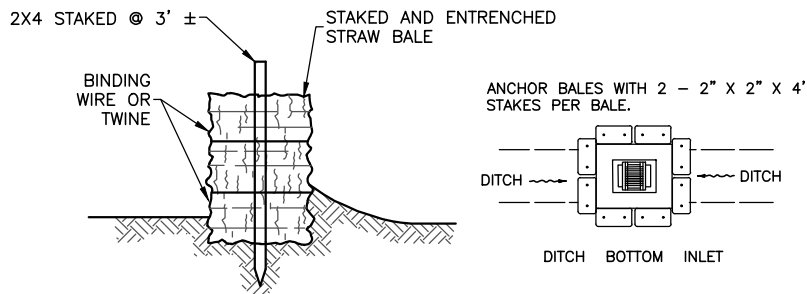 2X4 STAKED @ 3' ±
STAKED AND ENTRENCHED
STRAW BALE
BINDING
WIRE OR
TWINE
ANCHOR BALES WITH 2 - 2" X 2" X 4'
STAKES PER BALE.
DITCH
DITCH
DITCH BOTTOM INLET